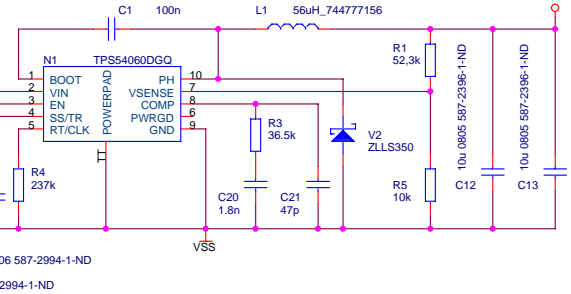 C1 100n
L1 56uH_744777156
N1 TPS54060DGQ
1 BOOT PH 10
2 VIN VSENSE 7
3 EN COMP 8
4 SS/TR PWRGD 6
5 RT/CLK GND 9
POWERPAD
TT
R1
52,3k
R3
36.5k
V2
ZLLS350
R4
237k
C20
1.8n
C21
47p
R5
10k
10u 0805 587-2396-1-ND
C12
10u 0805 587-2396-1-ND
C13
VSS
06 587-2994-1-ND
2994-1-ND